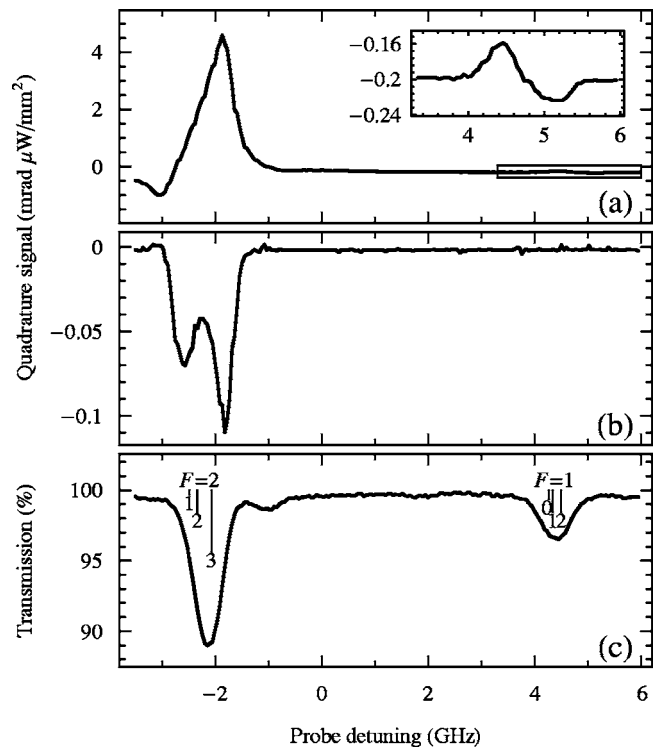 4
2
0
−0.16
−0.2
−0.24
4 5 6
(a)
0
−0.05
−0.1
(b)
Quadrature signal (mrad μW/mm²)
100
95
90
F=2
1
2
3
F=1
0
1 2
(c)
Transmission (%)
−2 0 2 4 6
Probe detuning (GHz)